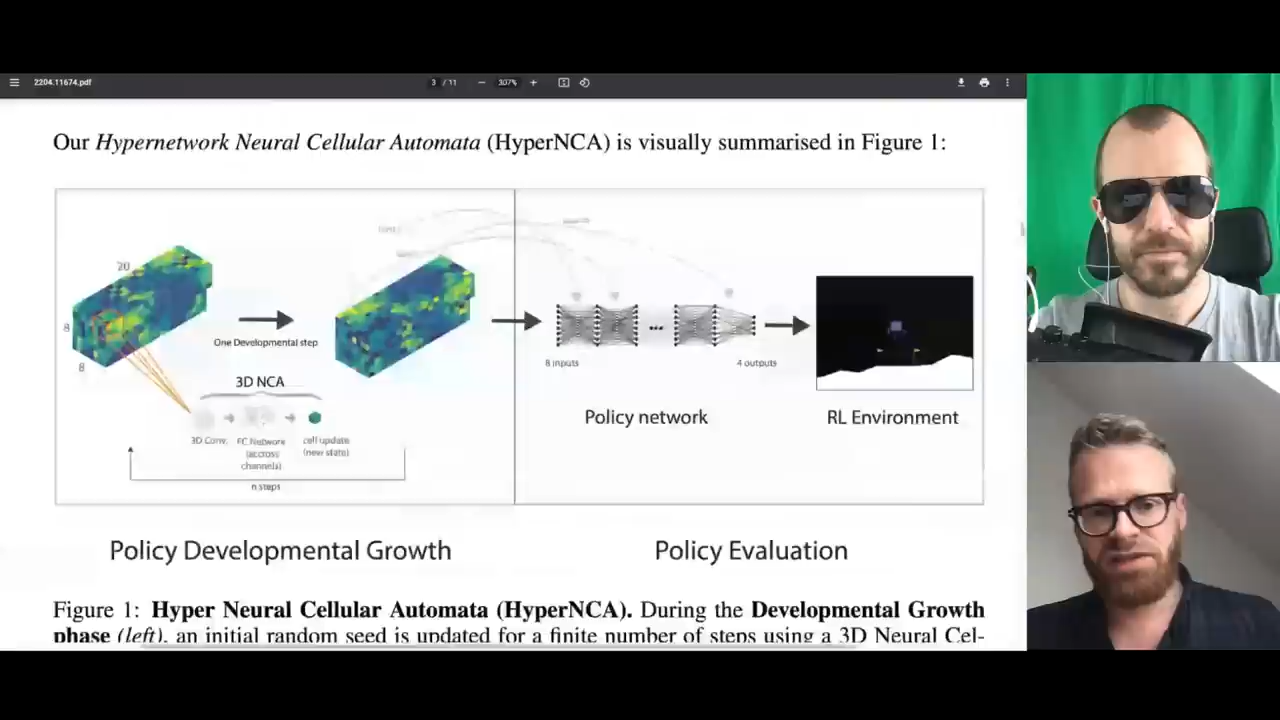 2204.11674.pdf
3 / 11
307%
Our Hypernetwork Neural Cellular Automata (HyperNCA) is visually summarised in Figure 1:
20
8
8
One Developmental step
3D NCA
3D Conv.
FC Network
(accross
channels)
cell update
(new state)
n steps
8 inputs
...
4 outputs
Policy network
RL Environment
Policy Developmental Growth
Policy Evaluation
Figure 1: Hyper Neural Cellular Automata (HyperNCA). During the Developmental Growth
phase (left), an initial random seed is updated for a finite number of steps using a 3D Neural Cel-